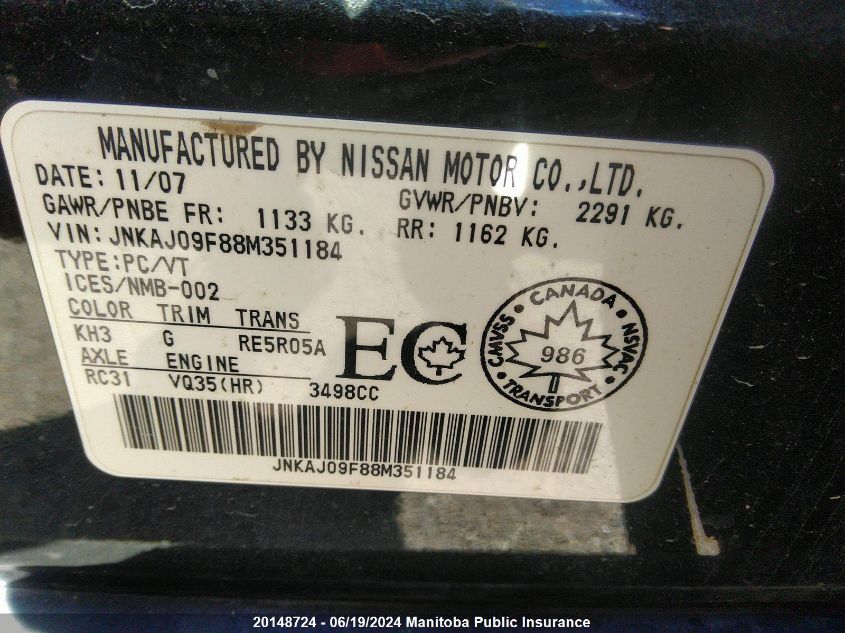 MANUFACTURED BY NISSAN MOTOR CO.,LTD.
DATE: 11/07 GVWR/PNBV: 2291 KG.
GAWR/PNBE FR: 1133 KG. RR: 1162 KG.
VIN: JNKAJ09F88M351184
TYPE:PC/VT
ICES/NMB-002
COLOR TRIM TRANS
KH3 G RE5R05A
AXLE ENGINE
RC31 VQ35(HR) 3498CC
EC
CANADA
CMVSS • NSVAC
986
TRANSPORT
JNKAJ09F88M351184
20148724 - 06/19/2024 Manitoba Public Insurance